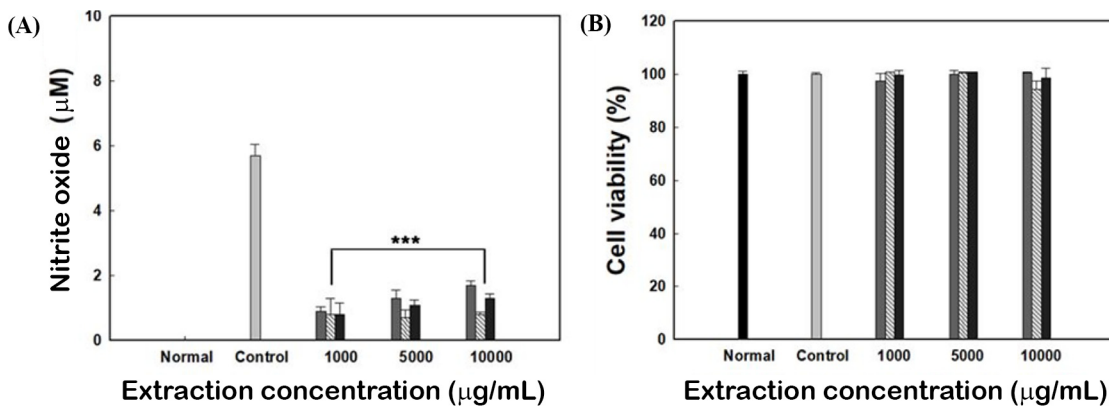 (A)
10
8
6
4
2
0
Nitrite oxide (μM)
***
Normal Control 1000 5000 10000
Extraction concentration (μg/mL)
(B)
120
100
80
60
40
20
0
Cell viability (%)
Normal Control 1000 5000 10000
Extraction concentration (μg/mL)